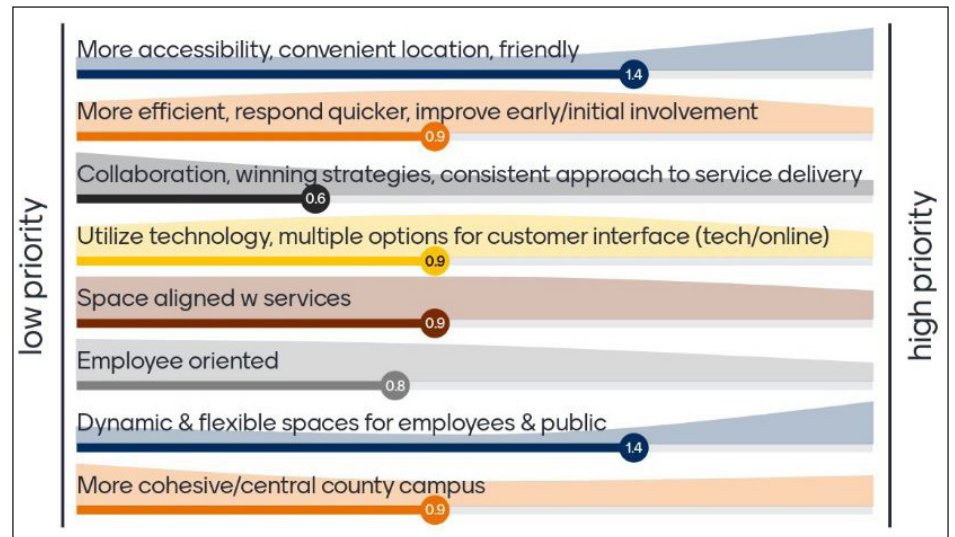 More accessibility, convenient location, friendly
1.4
More efficient, respond quicker, improve early/initial involvement
0.9
Collaboration, winning strategies, consistent approach to service delivery
0.6
Utilize technology, multiple options for customer interface (tech/online)
0.9
Space aligned w services
0.9
Employee oriented
0.8
Dynamic & flexible spaces for employees & public
1.4
More cohesive/central county campus
0.9
low priority
high priority